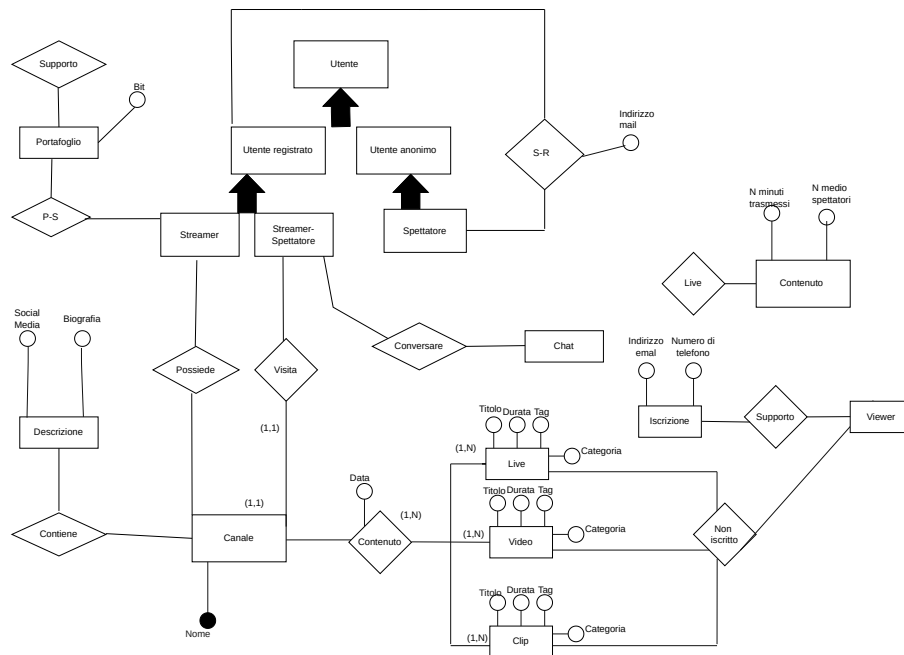 Utente
Supporto
Bit
Portafoglio
Utente registrato
Utente anonimo
S-R
Indirizzo
mail
P-S
Streamer
Streamer-
Spettatore
Spettatore
N minuti
trasmessi
N medio
spettatori
Live
Contenuto
Social
Media
Biografia
Possiede
Visita
Conversare
Chat
Indirizzo
emal
Numero di
telefono
Descrizione
Iscrizione
Supporto
Viewer
(1,1)
Titolo
Durata
Tag
(1,N)
Categoria
Live
Data
(1,1)
Titolo
Durata
Tag
(1,N)
Contiene
Canale
Contenuto
(1,N)
Video
Categoria
Non
iscritto
Titolo
Durata
Tag
Nome
(1,N)
Clip
Categoria